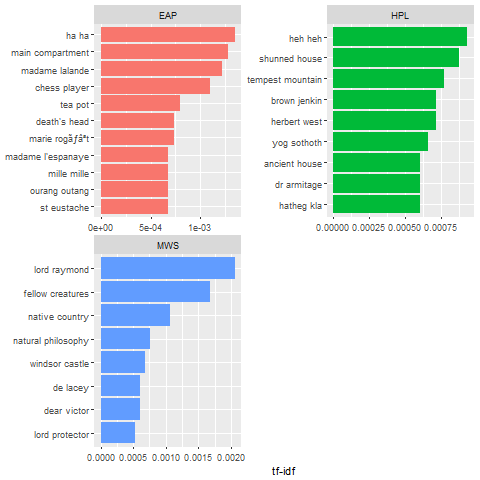 EAP
ha ha
main compartment
madame lalande
chess player
tea pot
death's head
marie rogãƒâªt
madame l'espanaye
mille mille
ourang outang
st eustache
0e+00 5e-04 1e-03
HPL
heh heh
shunned house
tempest mountain
brown jenkin
herbert west
yog sothoth
ancient house
dr armitage
hatheg kla
0.00000 0.00025 0.00050 0.00075
MWS
lord raymond
fellow creatures
native country
natural philosophy
windsor castle
de lacey
dear victor
lord protector
0.0000 0.0005 0.0010 0.0015 0.0020
tf-idf